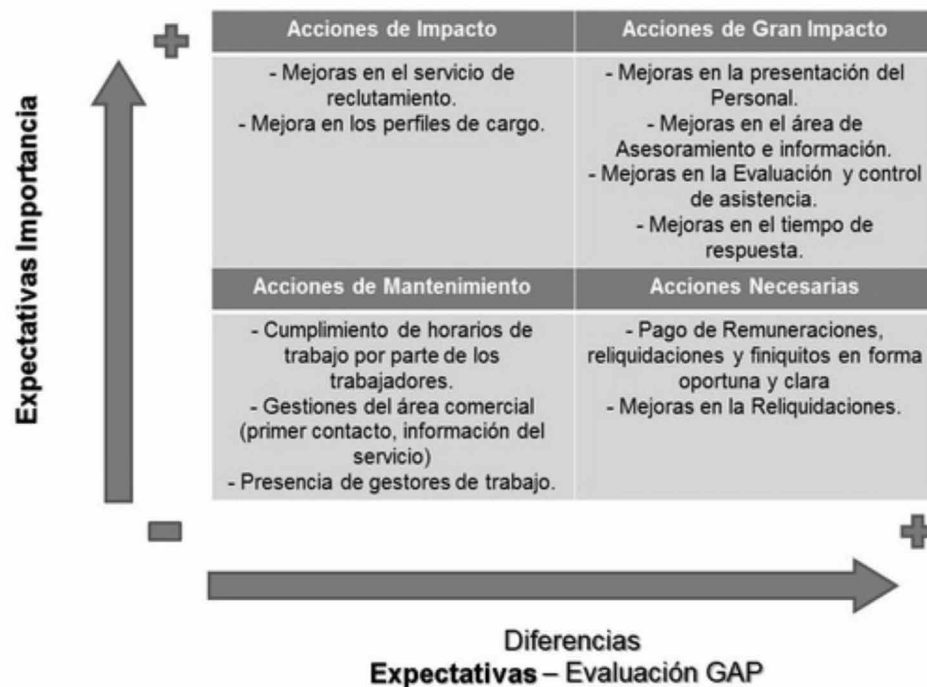 Expectativas Importancia
Acciones de Impacto
- Mejoras en el servicio de
reclutamiento.
- Mejora en los perfiles de cargo.
Acciones de Gran Impacto
- Mejoras en la presentación del
Personal.
- Mejoras en el área de
Asesoramiento e información.
- Mejoras en la Evaluación y control
de asistencia.
- Mejoras en el tiempo de
respuesta.
Acciones de Mantenimiento
- Cumplimiento de horarios de
trabajo por parte de los
trabajadores.
- Gestiones del área comercial
(primer contacto, información del
servicio)
- Presencia de gestores de trabajo.
Acciones Necesarias
- Pago de Remuneraciones,
reliquidaciones y finiquitos en forma
oportuna y clara
- Mejoras en la Reliquidaciones.
Diferencias
Expectativas – Evaluación GAP